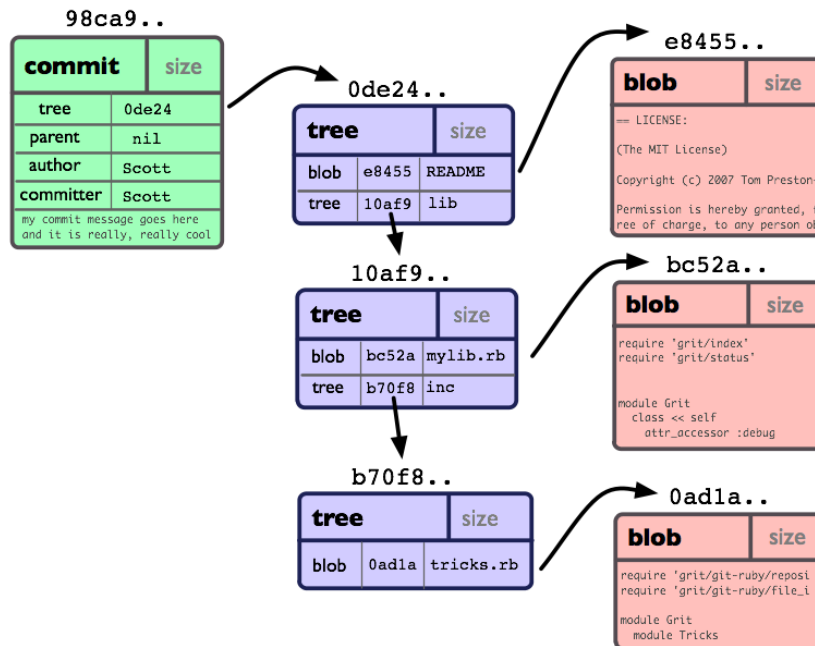 98ca9..
commit size
tree 0de24
parent nil
author Scott
committer Scott
my commit message goes here
and it is really, really cool
0de24..
tree size
blob e8455 README
tree 10af9 lib
10af9..
tree size
blob bc52a mylib.rb
tree b70f8 inc
b70f8..
tree size
blob 0ad1a tricks.rb
e8455..
blob size
== LICENSE:
(The MIT License)
Copyright (c) 2007 Tom Preston-
Permission is hereby granted, f
ree of charge, to any person ob
bc52a..
blob size
require 'grit/index'
require 'grit/status'
module Grit
class << self
attr_accessor :debug
0ad1a..
blob size
require 'grit/git-ruby/reposi
require 'grit/git-ruby/file_i
module Grit
module Tricks